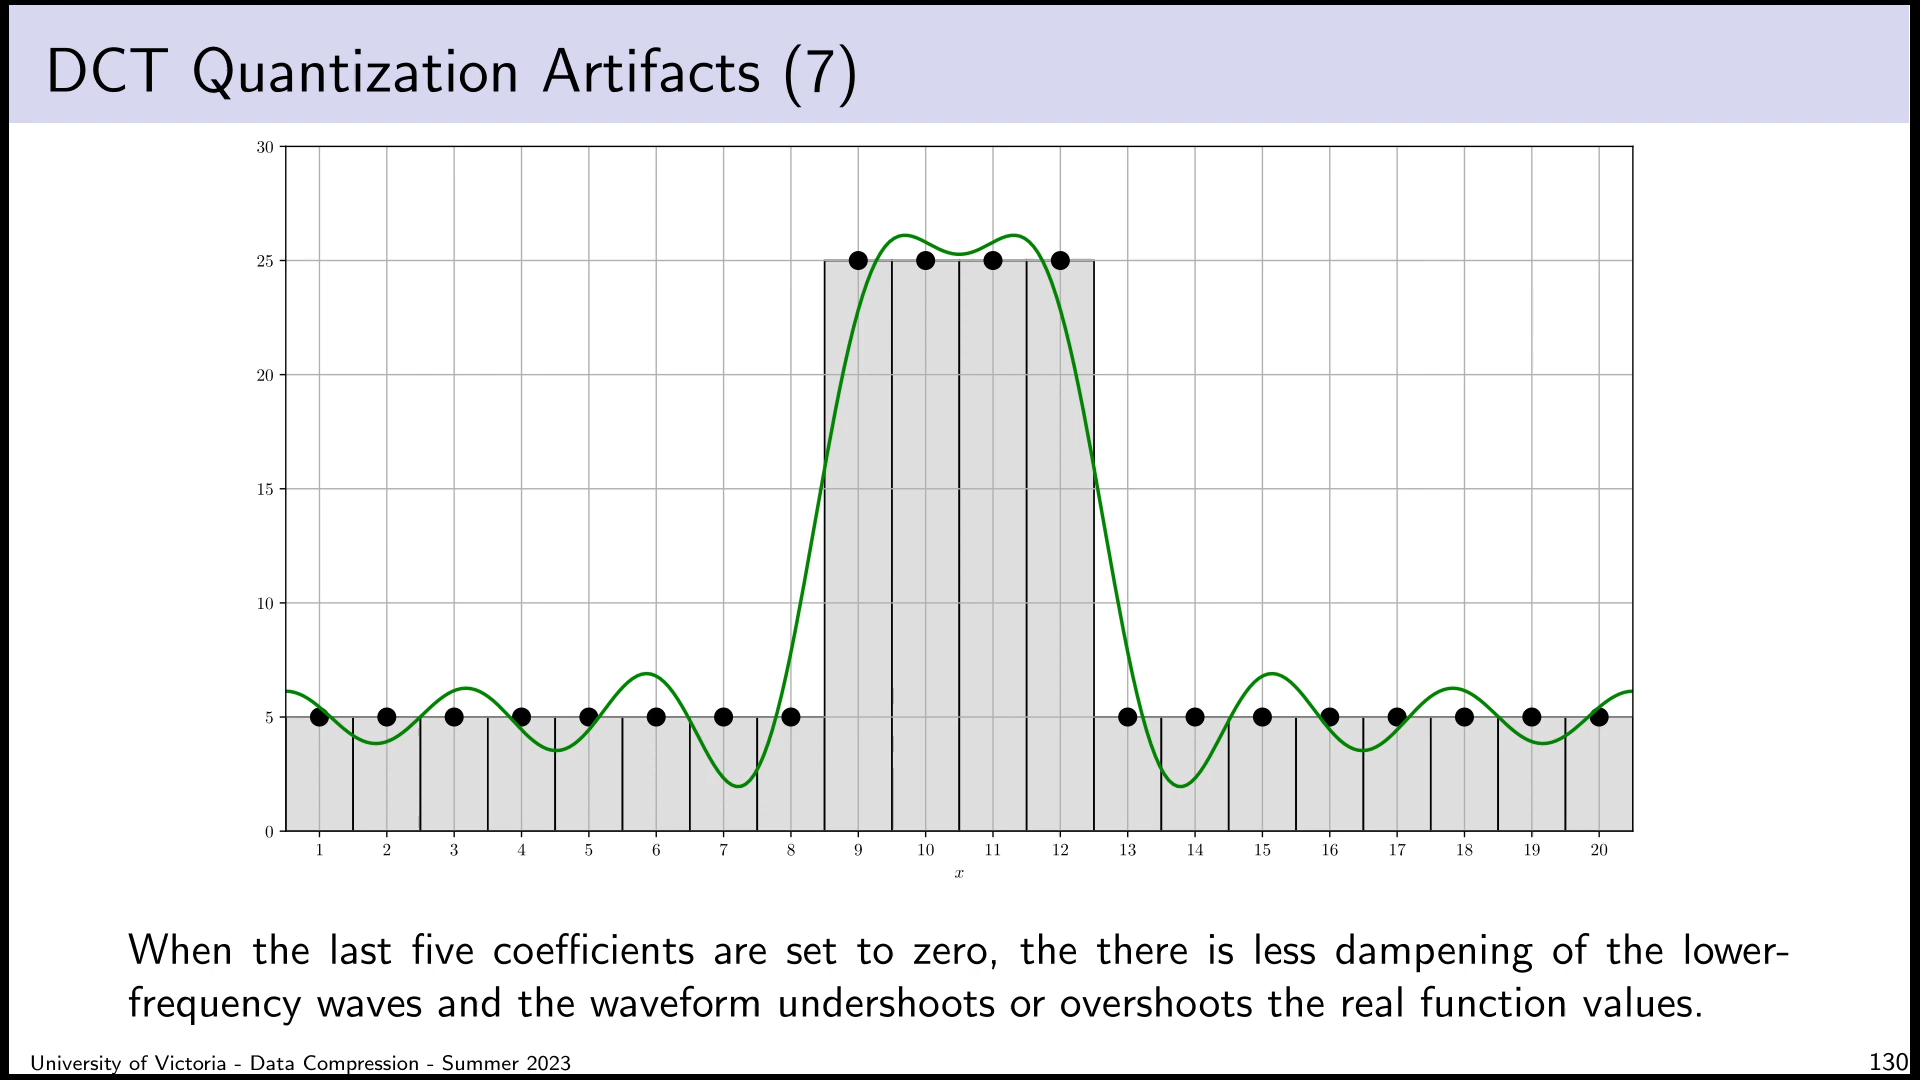 DCT Quantization Artifacts (7)
30
25
20
15
10
5
0
1 2 3 4 5 6 7 8 9 10 11 12 13 14 15 16 17 18 19 20
x
When the last five coefficients are set to zero, the there is less dampening of the lower-
frequency waves and the waveform undershoots or overshoots the real function values.
University of Victoria - Data Compression - Summer 2023 130